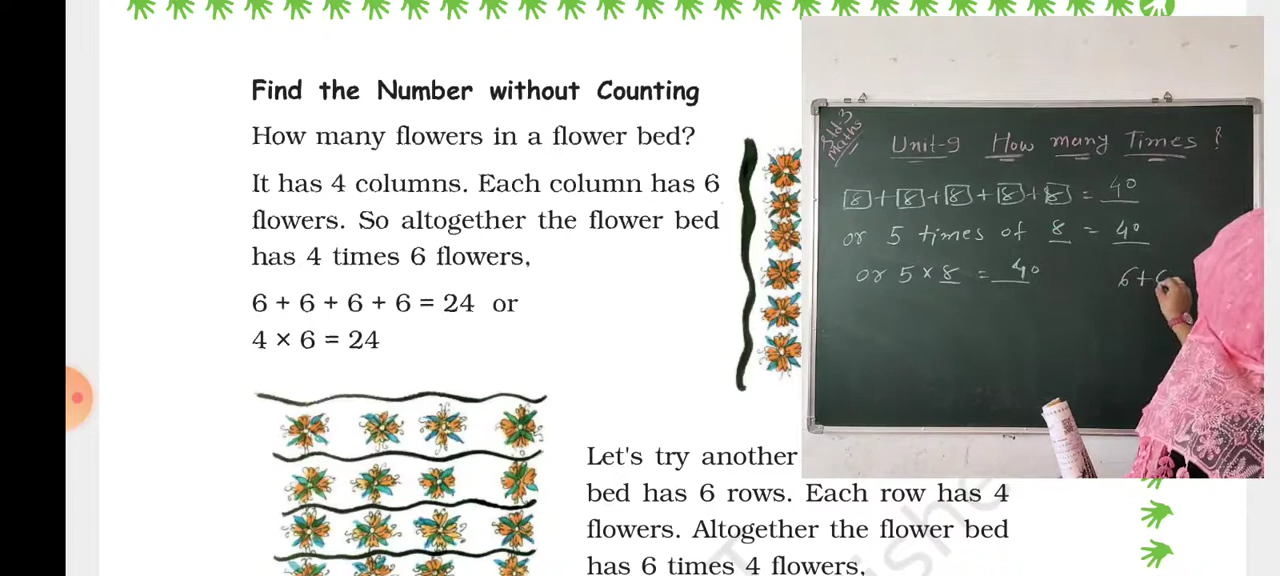 Find the Number without Counting
How many flowers in a flower bed?
It has 4 columns. Each column has 6
flowers. So altogether the flower bed
has 4 times 6 flowers,
6 + 6 + 6 + 6 = 24 or
4 × 6 = 24
Let's try another
bed has 6 rows. Each row has 4
flowers. Altogether the flower bed
has 6 times 4 flowers,
Std-3
Maths
Unit-9 How many Times ?
8 + 8 + 8 + 8 + 8 = 40
or 5 times of 8 = 40
or 5 × 8 = 40
6+